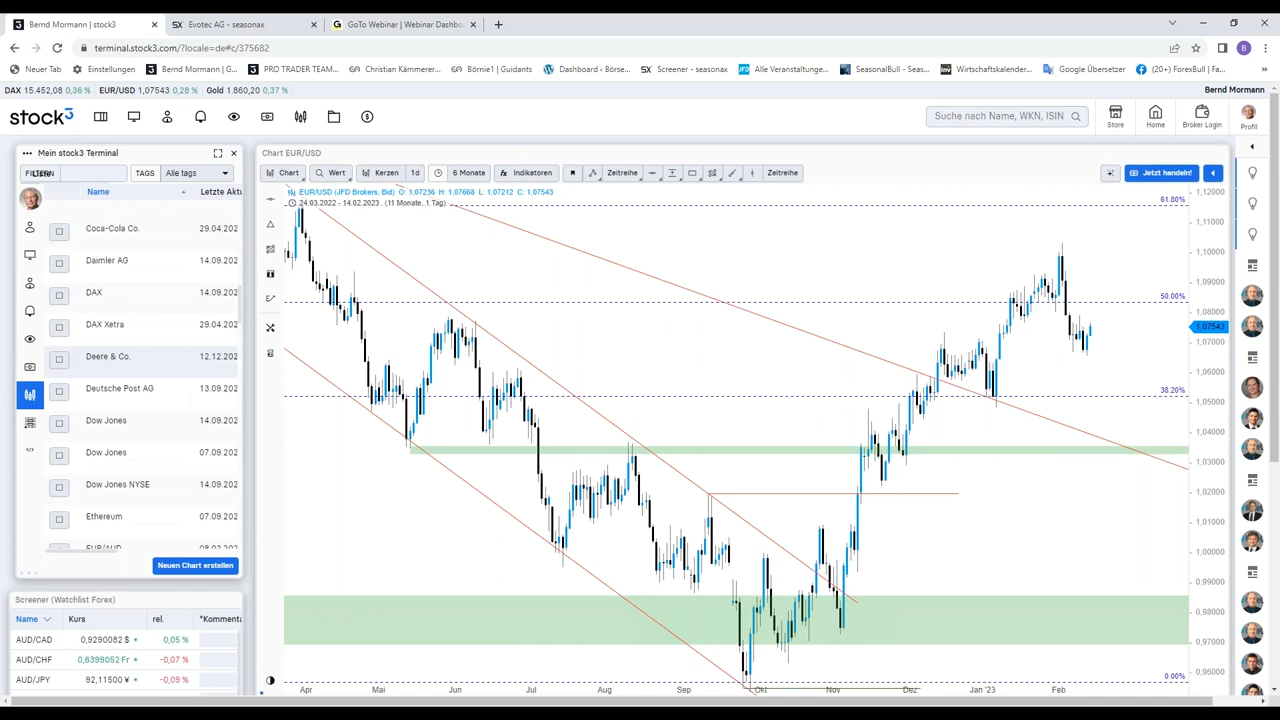 Bernd Mormann | stock3
Evotec AG - seasonax
GoTo Webinar | Webinar Dashbo
terminal.stock3.com/?locale=de#c/375682
Neuer Tab
Einstellungen
Bernd Mormann | G...
PRO TRADER TEAM...
Christian Kämmerer...
Börnie1 | Guidants
Dashboard ‹ Börse...
Screener - seasonax
Alle Veranstaltunge...
SeasonalBull - Seas...
Wirtschaftskalender...
Google Übersetzer
(20+) ForexBull | Fa...
DAX 15.452,08 0,36 % EUR/USD 1,07543 0,28 % Gold 1.860,20 0,37 %
Bernd Mormann
stock3
Suche nach Name, WKN, ISIN
Store
Home
Broker Login
Profil
Mein stock3 Terminal
TAGS
Alle tags
Name
Letzte Aktu
Coca-Cola Co. 29.04.202
Daimler AG 14.09.202
DAX 14.09.202
DAX Xetra 29.04.202
Deere & Co. 12.12.202
Deutsche Post AG 13.09.202
Dow Jones 14.09.202
Dow Jones 07.09.202
Dow Jones NYSE 14.09.202
Ethereum 07.09.202
EUR/AUD 08.02.202
Neuen Chart erstellen
Screener (Watchlist Forex)
Name Kurs rel. *Kommenta
AUD/CAD 0,9290082 $ 0,05 %
AUD/CHF 0,6399052 Fr -0,07 %
AUD/JPY 92,11500 ¥ -0,09 %
Chart EUR/USD
Chart
Wert
Kerzen
1d
6 Monate
Indikatoren
Zeitreihe
Zeitreihe
Jetzt handeln!
EUR/USD (JFD Brokers, Bid) O: 1,07236 H: 1,07668 L: 1,07212 C: 1,07543
24.03.2022 - 14.02.2023 (11 Monate, 1 Tag)
61.80%
50.00%
38.20%
0.00%
1,12000
1,11000
1,10000
1,09000
1,08000
1,07543
1,07000
1,06000
1,05000
1,04000
1,03000
1,02000
1,01000
1,00000
0,99000
0,98000
0,97000
0,96000
Apr Mai Jun Jul Aug Sep Okt Nov Dez Jan '23 Feb